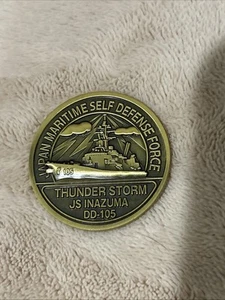 JAPAN MARITIME SELF DEFENSE FORCE
105
THUNDER STORM
JS INAZUMA
DD-105